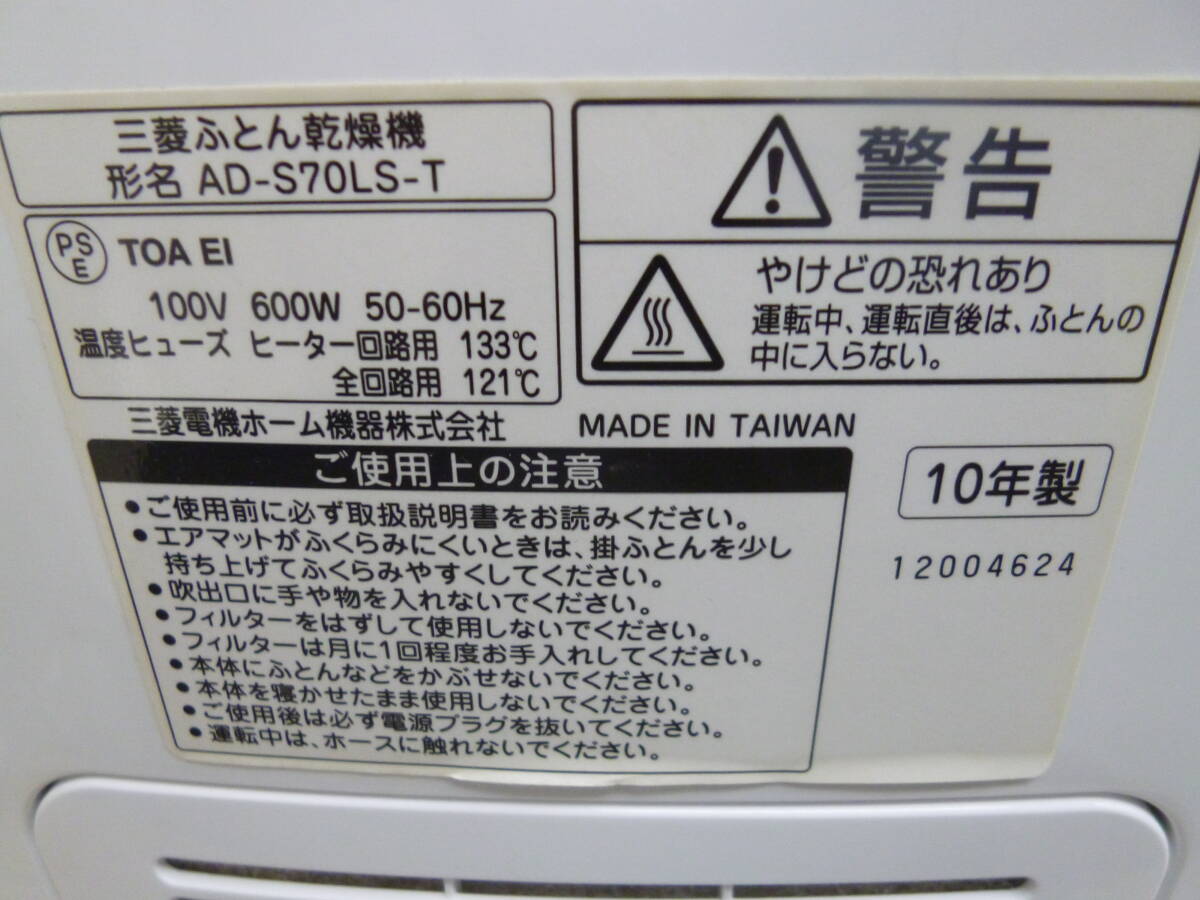 三菱ふとん乾燥機
形名 AD-S70LS-T
PSE TOA EI
100V 600W 50-60Hz
温度ヒューズ ヒーター回路用 133℃
全回路用 121℃
三菱電機ホーム機器株式会社
警告
やけどの恐れあり
運転中、運転直後は、ふとんの
中に入らない。
MADE IN TAIWAN
10年製
12004624
ご使用上の注意
●ご使用前に必ず取扱説明書をお読みください。
●エアマットがふくらみにくいときは、掛ふとんを少し
持ち上げてふくらみやすくしてください。
●吹出口に手や物を入れないでください。
●フィルターをはずして使用しないでください。
●フィルターは月に1回程度お手入れしてください。
●本体にふとんなどをかぶせないでください。
●本体を寝かせたまま使用しないでください。
●ご使用後は必ず電源プラグを抜いてください。
●運転中は、ホースに触れないでください。